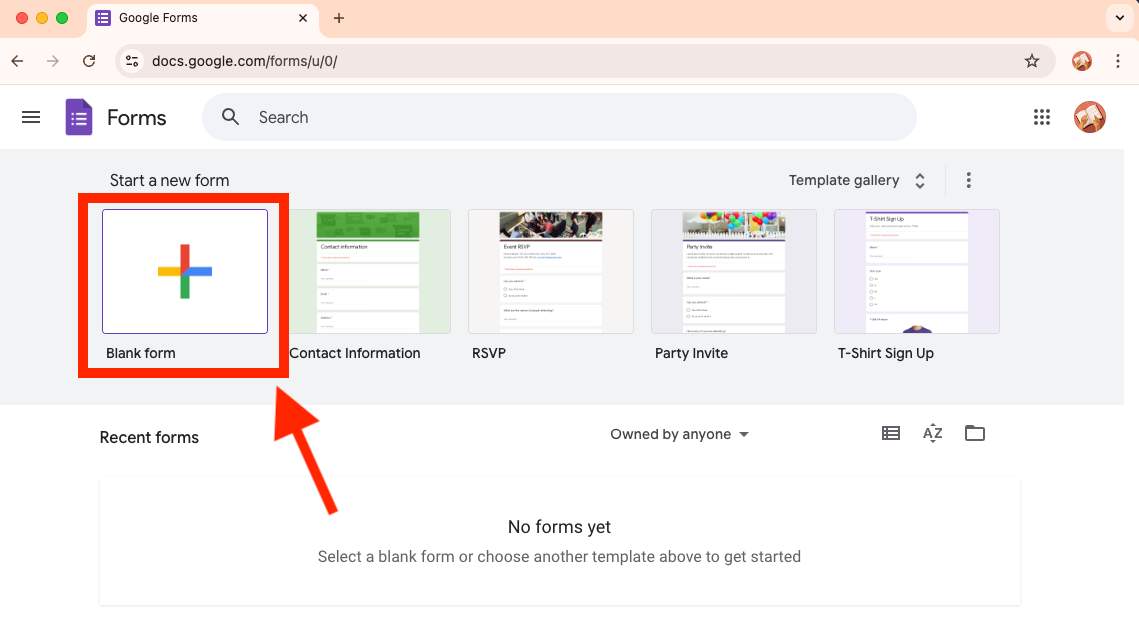 Google Forms
docs.google.com/forms/u/0/
Forms
Search
Start a new form
Template gallery
Contact information
Event RSVP
Party Invite
T-Shirt Sign Up
Blank form
Contact Information
RSVP
Party Invite
T-Shirt Sign Up
Recent forms
Owned by anyone
AZ
No forms yet
Select a blank form or choose another template above to get started